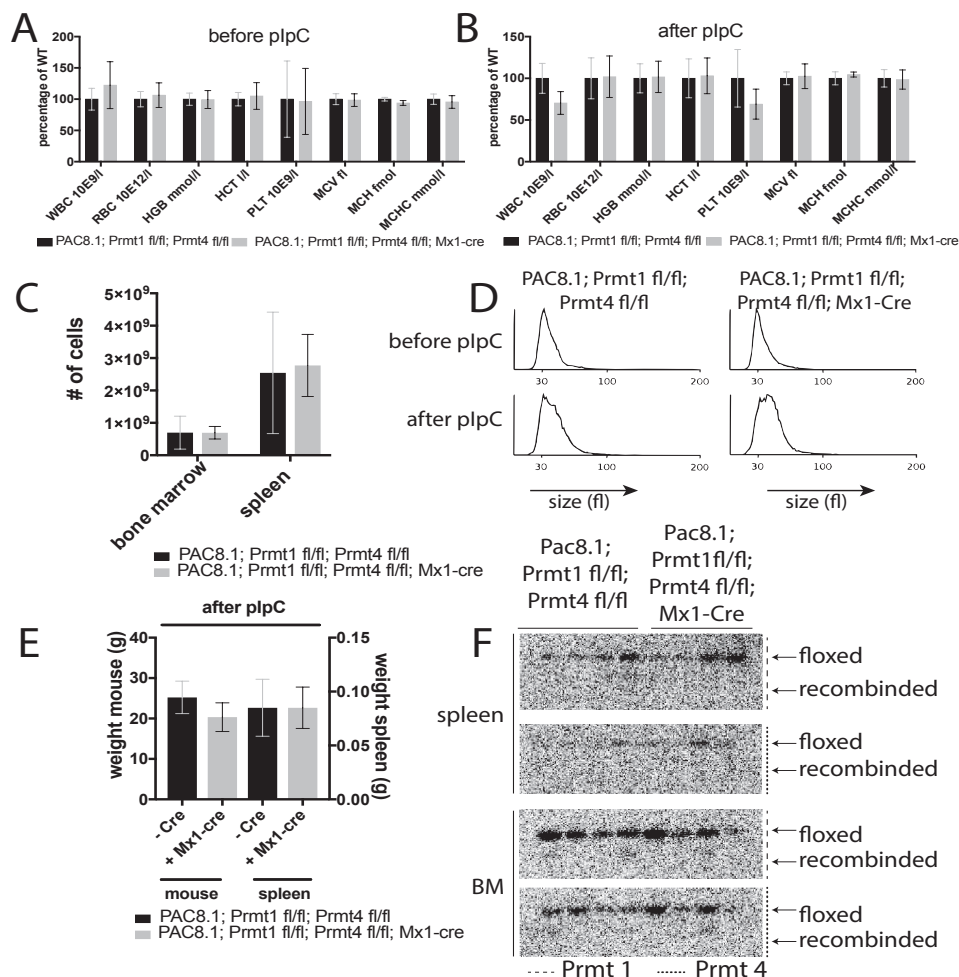 A
before pIpC
percentage of WT
200
150
100
50
0
WBC 10E9/l
RBC 10E12/l
HGB mmol/l
HCT l/l
PLT 10E9/l
MCV fl
MCH fmol
MCHC mmol/l
PAC8.1; Prmt1 fl/fl; Prmt4 fl/fl
PAC8.1; Prmt1 fl/fl; Prmt4 fl/fl; Mx1-cre
B
after pIpC
percentage of WT
150
100
50
0
WBC 10E9/l
RBC 10E12/l
HGB mmol/l
HCT l/l
PLT 10E9/l
MCV fl
MCH fmol
MCHC mmol/l
PAC8.1; Prmt1 fl/fl; Prmt4 fl/fl
PAC8.1; Prmt1 fl/fl; Prmt4 fl/fl; Mx1-cre
C
# of cells
5×10⁹
4×10⁹
3×10⁹
2×10⁹
1×10⁹
0
bone marrow
spleen
PAC8.1; Prmt1 fl/fl; Prmt4 fl/fl
PAC8.1; Prmt1 fl/fl; Prmt4 fl/fl; Mx1-cre
D
PAC8.1; Prmt1 fl/fl;
Prmt4 fl/fl
PAC8.1; Prmt1 fl/fl;
Prmt4 fl/fl; Mx1-Cre
before pIpC
30 100 200
30 100 200
after pIpC
30 100 200
30 100 200
size (fl)
size (fl)
E
after pIpC
weight mouse (g)
40
30
20
10
0
weight spleen (g)
0.15
0.10
0.05
0.00
- Cre
+ Mx1-cre
- Cre
+ Mx1-cre
mouse
spleen
PAC8.1; Prmt1 fl/fl; Prmt4 fl/fl
PAC8.1; Prmt1 fl/fl; Prmt4 fl/fl; Mx1-cre
F
Pac8.1;
Prmt1 fl/fl;
Prmt4 fl/fl
Pac8.1;
Prmt1fl/fl;
Prmt4 fl/fl;
Mx1-Cre
spleen
floxed
recombinded
floxed
recombinded
BM
floxed
recombinded
floxed
recombinded
Prmt 1
Prmt 4